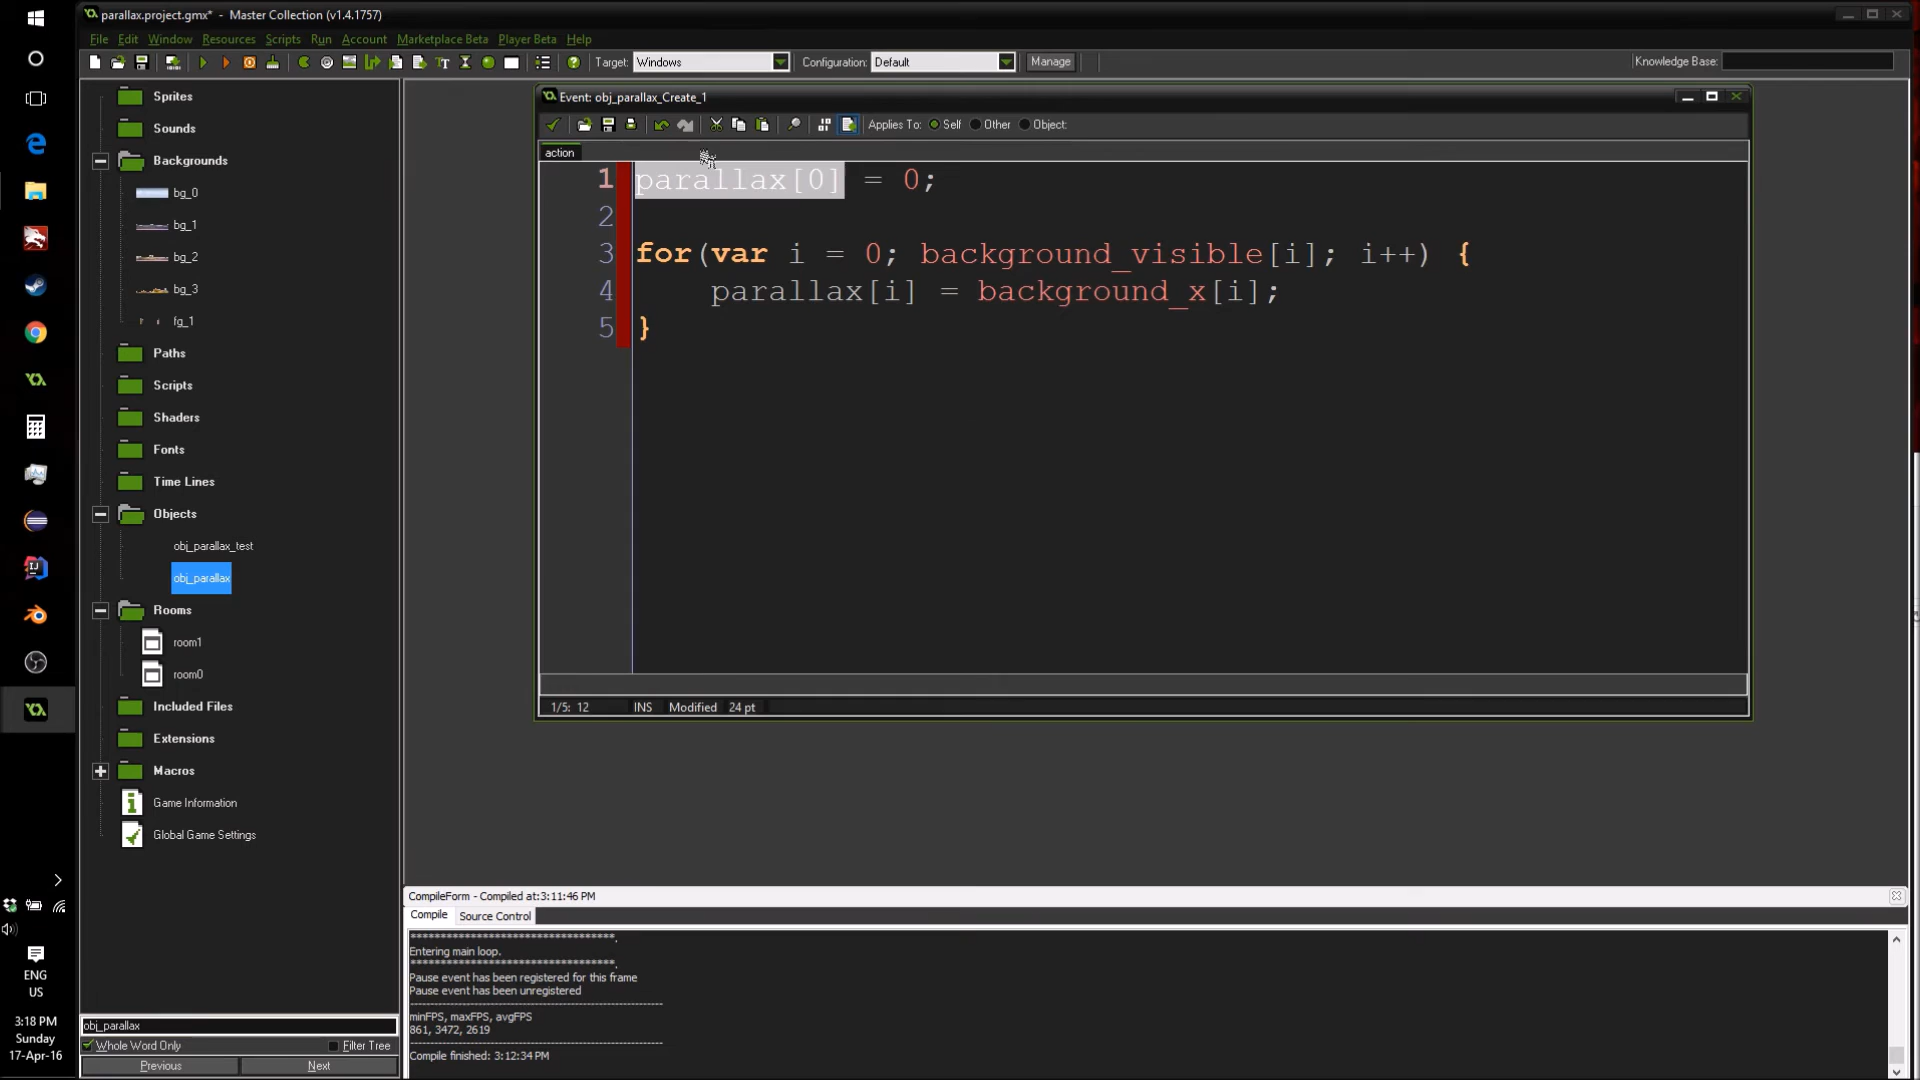 parallax.project.gmx* - Master Collection (v1.4.1757)
File Edit Window Resources Scripts Run Account Marketplace Beta Player Beta Help
Target: Windows Configuration: Default Manage Knowledge Base:
Sprites
Sounds
Backgrounds
bg_0
bg_1
bg_2
bg_3
fg_1
Paths
Scripts
Shaders
Fonts
Time Lines
Objects
obj_parallax_test
obj_parallax
Rooms
room1
room0
Included Files
Extensions
Macros
Game Information
Global Game Settings
obj_parallax
Whole Word Only Filter Tree
Previous Next
Event: obj_parallax_Create_1
Applies To: Self Other Object:
action
1 parallax[0] = 0;
2
3 for(var i = 0; background_visible[i]; i++) {
4 parallax[i] = background_x[i];
5 }
1/5: 12 INS Modified 24 pt
CompileForm - Compiled at:3:11:46 PM
Compile Source Control
***********************************.
Entering main loop.
***********************************.
Pause event has been registered for this frame
Pause event has been unregistered
minFPS, maxFPS, avgFPS
861, 3472, 2619
Compile finished: 3:12:34 PM
ENG
US
3:18 PM
Sunday
17-Apr-16